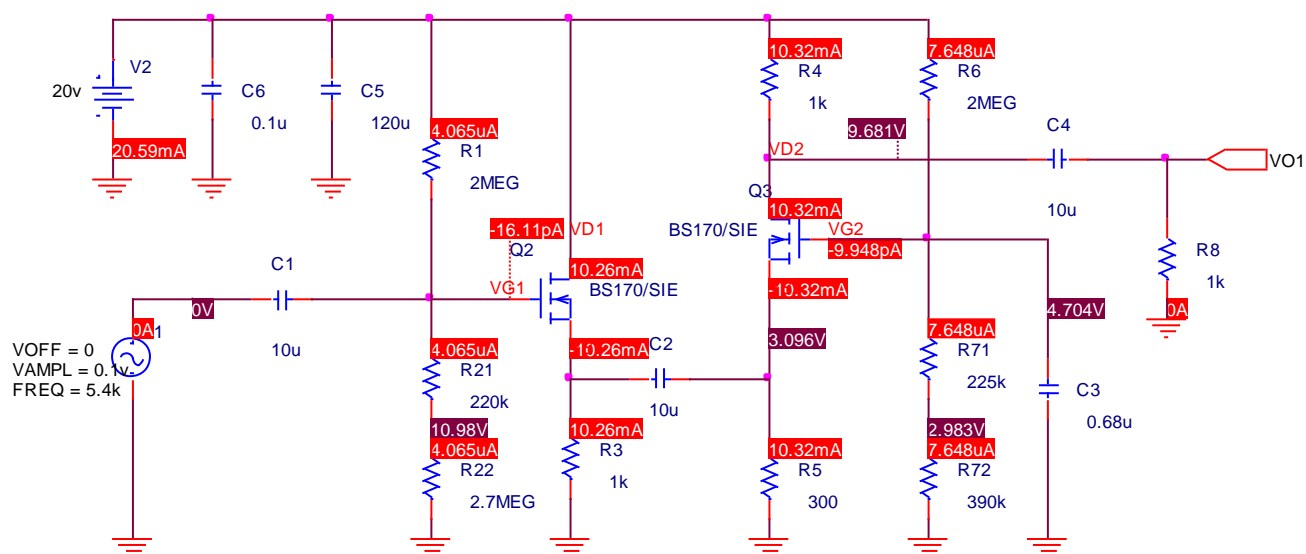 V2
20v
20.59mA
C6
0.1u
C5
120u
4.065uA
R1
2MEG
10.32mA
R4
1k
7.648uA
R6
2MEG
9.681V
VD2
C4
10u
VO1
R8
1k
0A
Q3
10.32mA
BS170/SIE
VG2
-9.948pA
-10.32mA
-16.11pA
VD1
Q2
VG1
10.26mA
BS170/SIE
-10.26mA
C1
10u
0V
0A
1
VOFF = 0
VAMPL = 0.1v
FREQ = 5.4k
4.065uA
R21
220k
10.98V
4.065uA
R22
2.7MEG
C2
10u
3.096V
10.26mA
R3
1k
10.32mA
R5
300
7.648uA
R71
225k
2.983V
7.648uA
R72
390k
4.704V
C3
0.68u